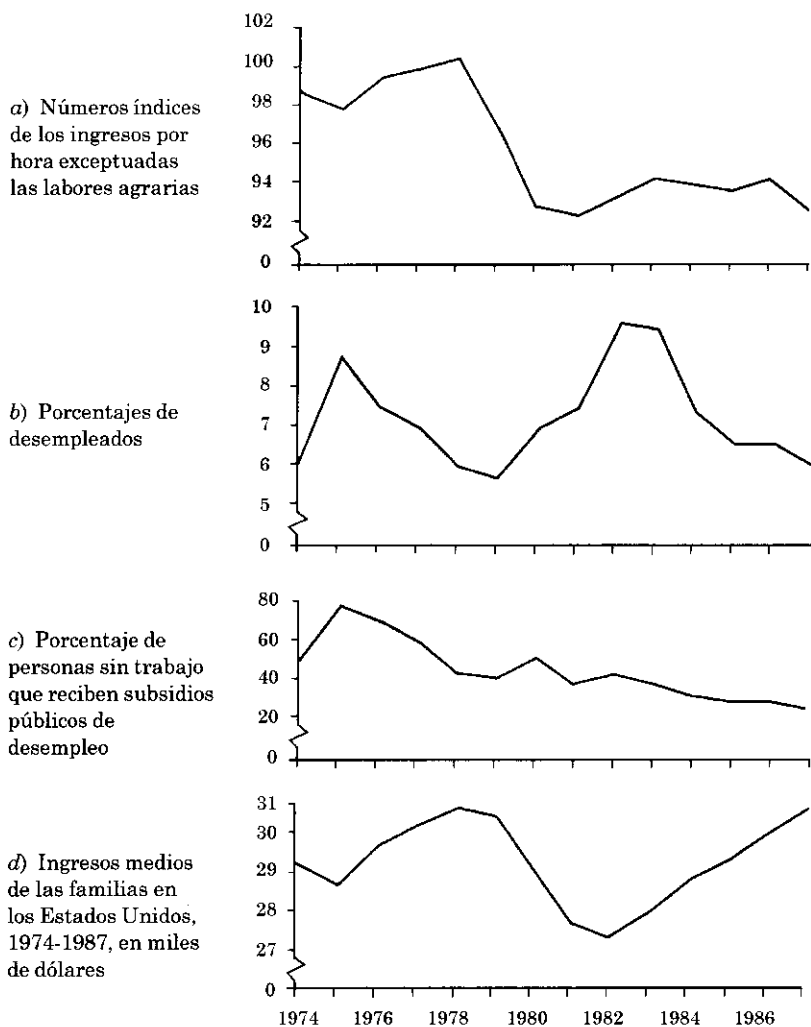 102
100
98
96
94
92
0
a) Números índices
de los ingresos por
hora exceptuadas
las labores agrarias
10
9
8
7
6
5
0
b) Porcentajes de
desempleados
80
60
40
20
0
c) Porcentaje de
personas sin trabajo
que reciben subsidios
públicos de
desempleo
31
30
29
28
27
0
d) Ingresos medios
de las familias en
los Estados Unidos,
1974-1987, en miles
de dólares
1974 1976 1978 1980 1982 1984 1986